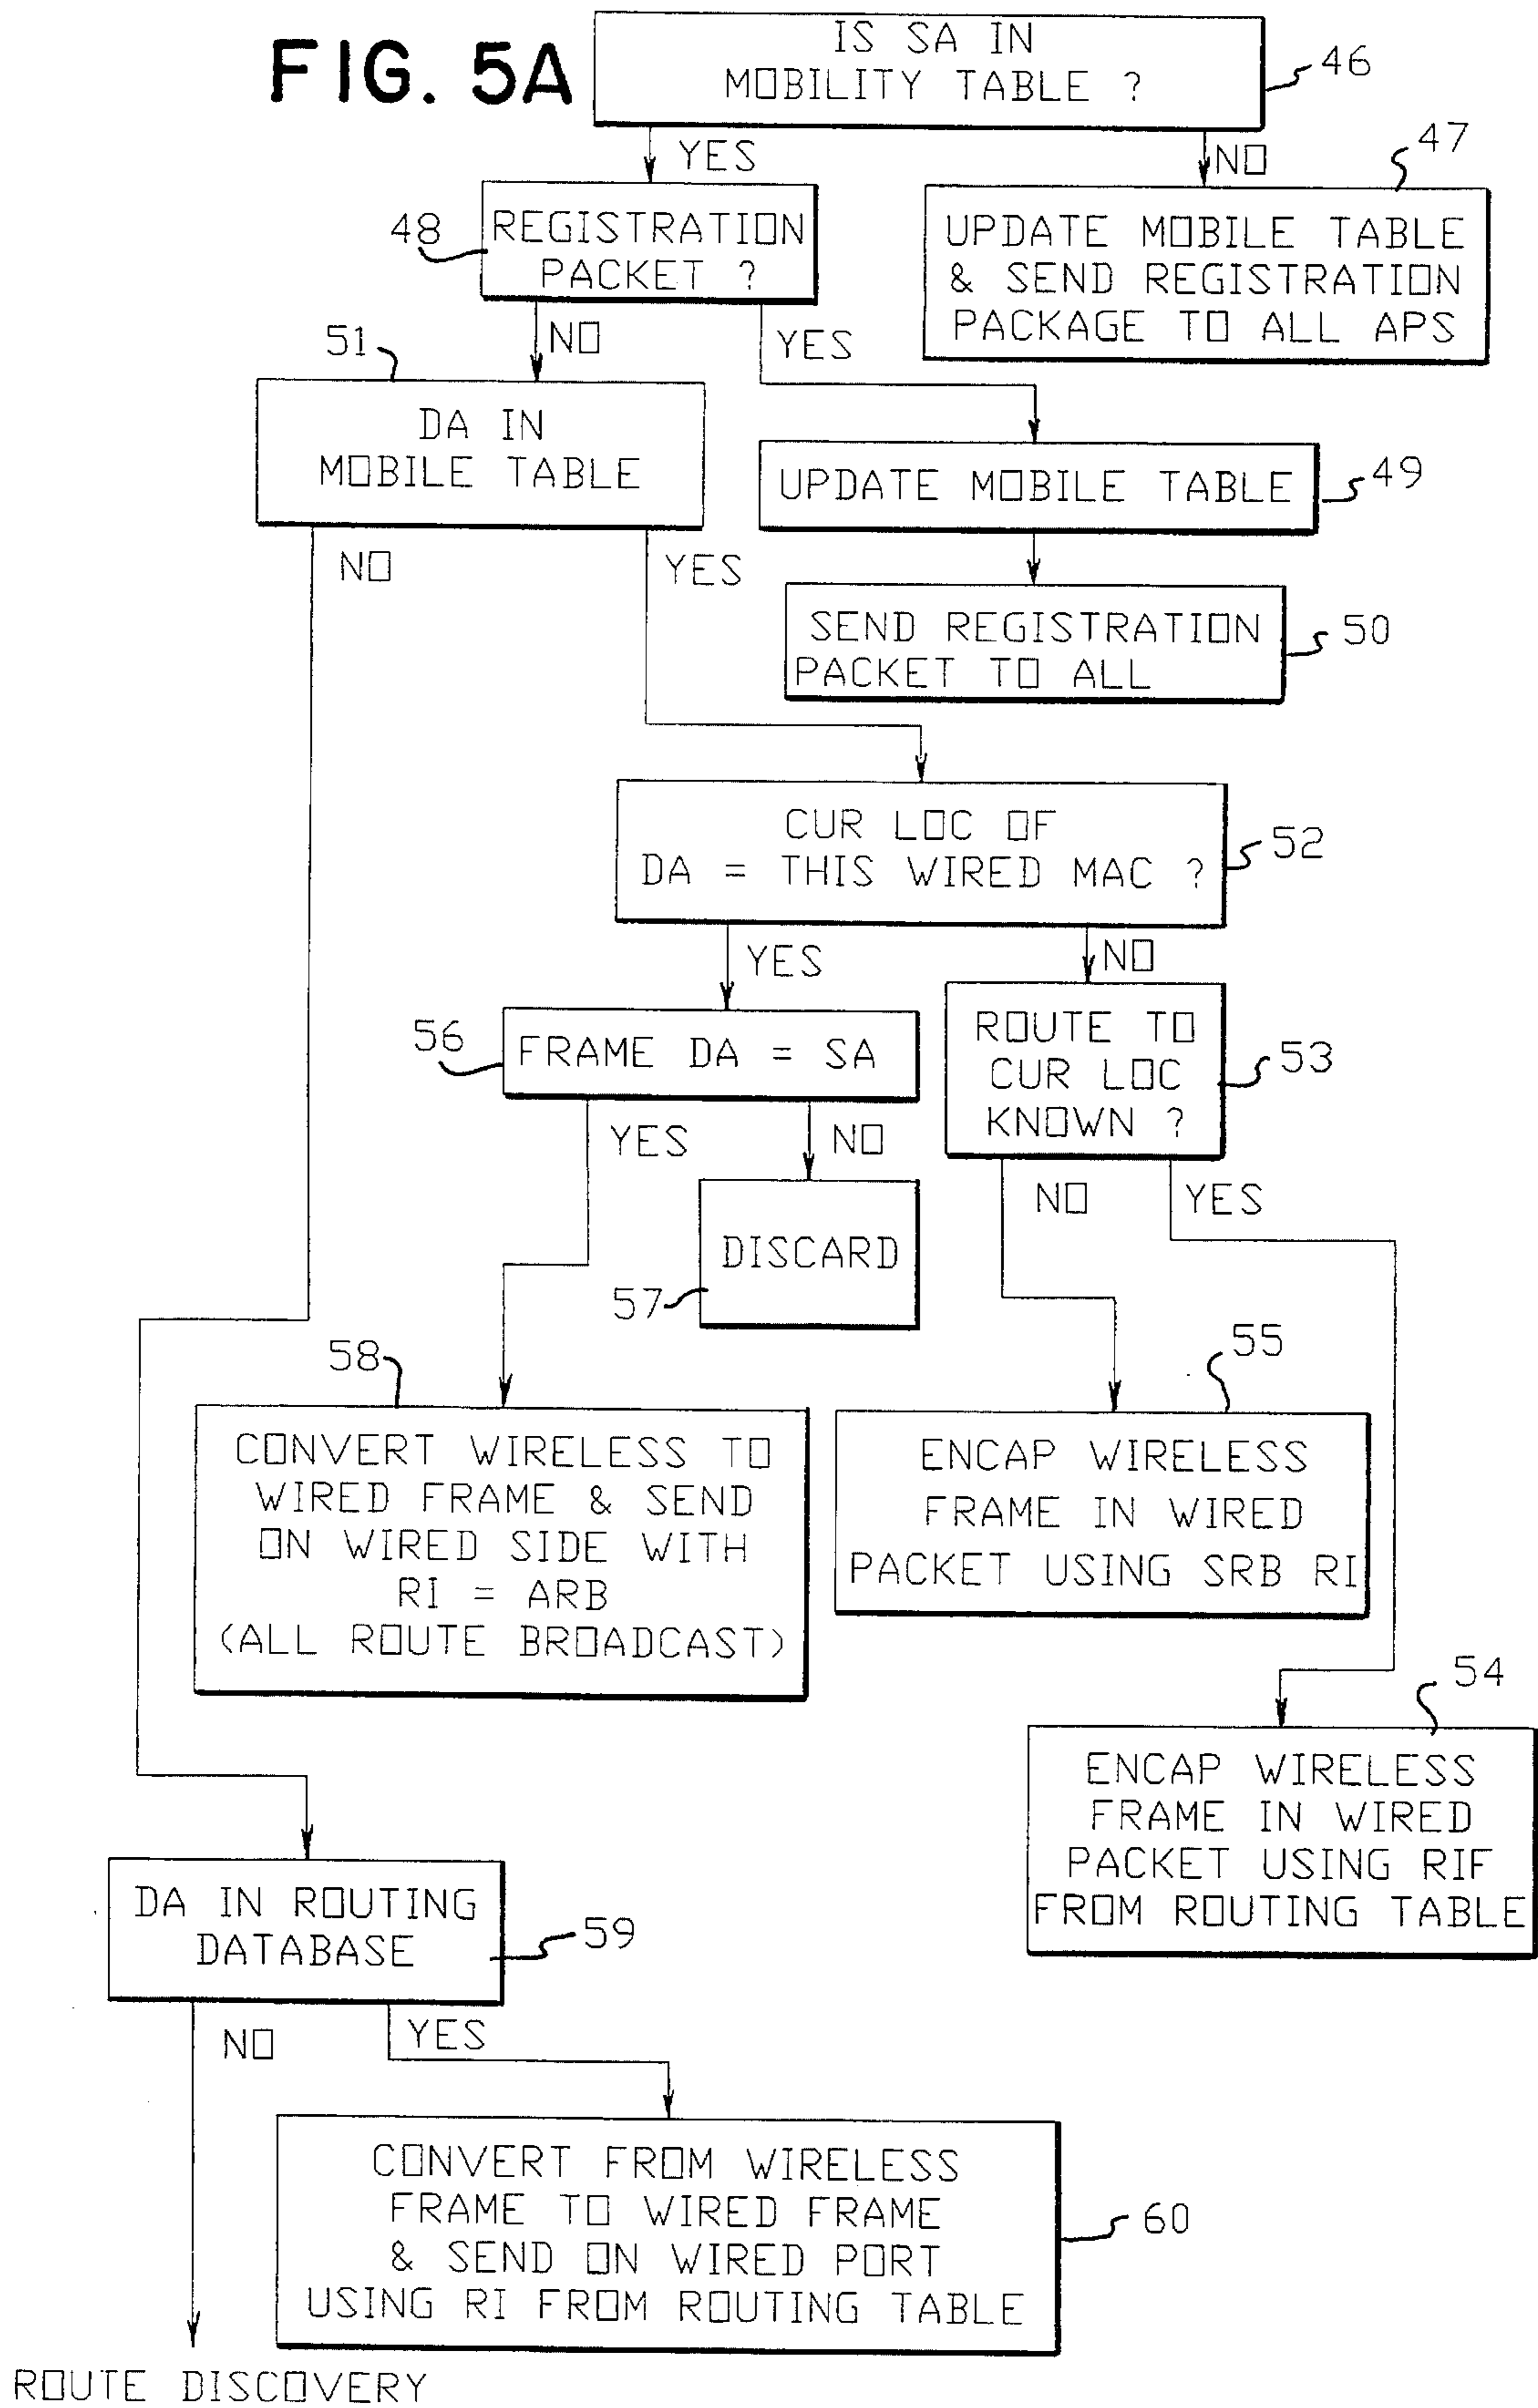 FIG. 5A
IS SA IN
MOBILITY TABLE ?
46
YES
NO
47
48
REGISTRATION
PACKET ?
UPDATE MOBILE TABLE
& SEND REGISTRATION
PACKAGE TO ALL APS
51
NO
YES
DA IN
MOBILE TABLE
UPDATE MOBILE TABLE
49
NO
YES
SEND REGISTRATION
PACKET TO ALL
50
CUR LOC OF
DA = THIS WIRED MAC ?
52
YES
NO
56
FRAME DA = SA
ROUTE TO
CUR LOC
KNOWN ?
53
YES
NO
NO
YES
DISCARD
57
58
55
CONVERT WIRELESS TO
WIRED FRAME & SEND
ON WIRED SIDE WITH
RI = ARB
(ALL ROUTE BROADCAST)
ENCAP WIRELESS
FRAME IN WIRED
PACKET USING SRB RI
54
ENCAP WIRELESS
FRAME IN WIRED
PACKET USING RIF
FROM ROUTING TABLE
DA IN ROUTING
DATABASE
59
NO
YES
CONVERT FROM WIRELESS
FRAME TO WIRED FRAME
& SEND ON WIRED PORT
USING RI FROM ROUTING TABLE
60
ROUTE DISCOVERY